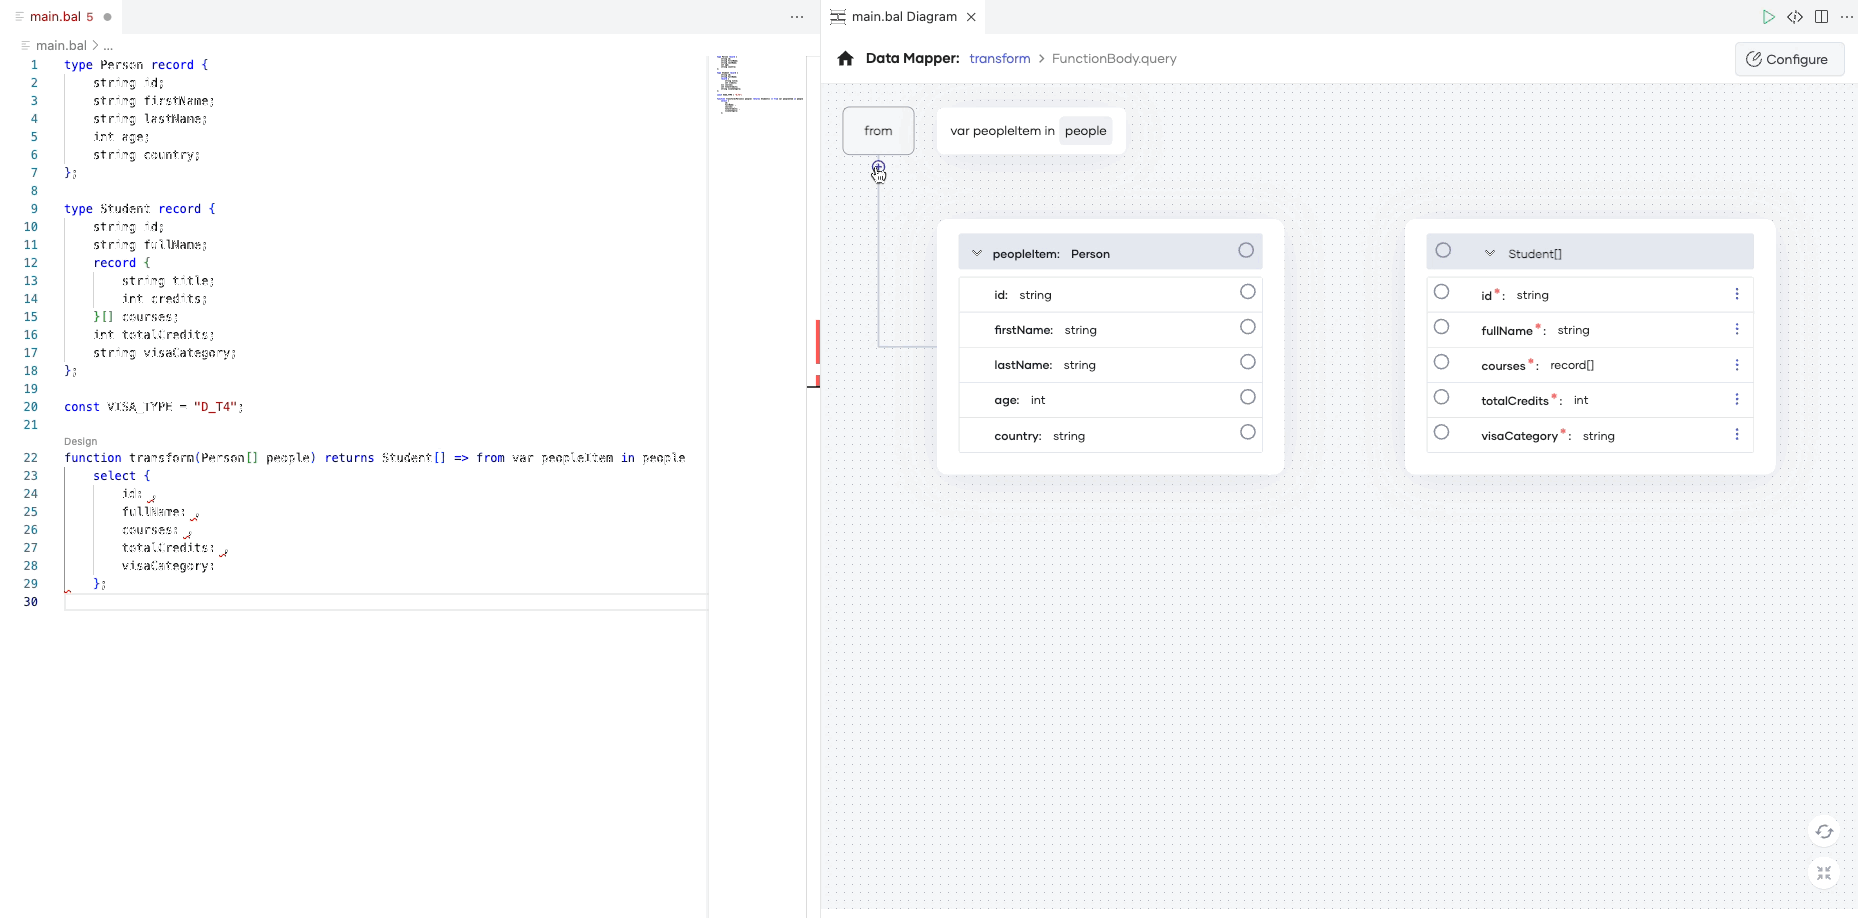 main.bal 5
main.bal > ...
1 type Person record {
2 string id;
3 string firstName;
4 string lastName;
5 int age;
6 string country;
7 };
8
9 type Student record {
10 string id;
11 string fullName;
12 record {
13 string title;
14 int credits;
15 }[] courses;
16 int totalCredits;
17 string visaCategory;
18 };
19
20 const VISA_TYPE = "D_T4";
21
Design
22 function transform(Person[] people) returns Student[] => from var peopleItem in people
23 select {
24 id: ,
25 fullName: ,
26 courses: ,
27 totalCredits: ,
28 visaCategory:
29 };
30
main.bal Diagram
Data Mapper: transform > FunctionBody.query
Configure
from
var peopleItem in people
peopleItem: Person
id: string
firstName: string
lastName: string
age: int
country: string
Student[]
id*: string
fullName*: string
courses*: record[]
totalCredits*: int
visaCategory*: string